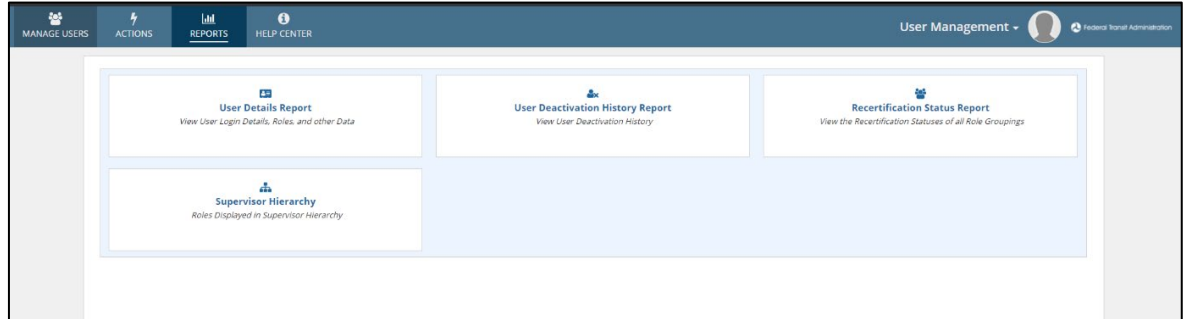 MANAGE USERS
ACTIONS
REPORTS
HELP CENTER
User Management
Federal Transit Administration
User Details Report
View User Login Details, Roles, and other Data
User Deactivation History Report
View User Deactivation History
Recertification Status Report
View the Recertification Statuses of all Role Groupings
Supervisor Hierarchy
Roles Displayed in Supervisor Hierarchy